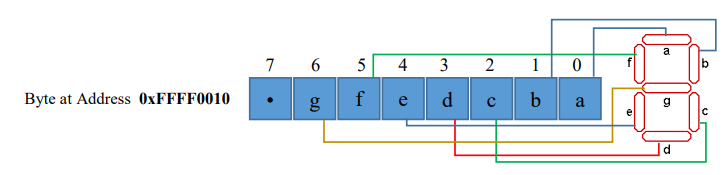 7 6 5 4 3 2 1 0
Byte at Address 0xFFFF0010
• g f e d c b a
a
f b
g
e c
d